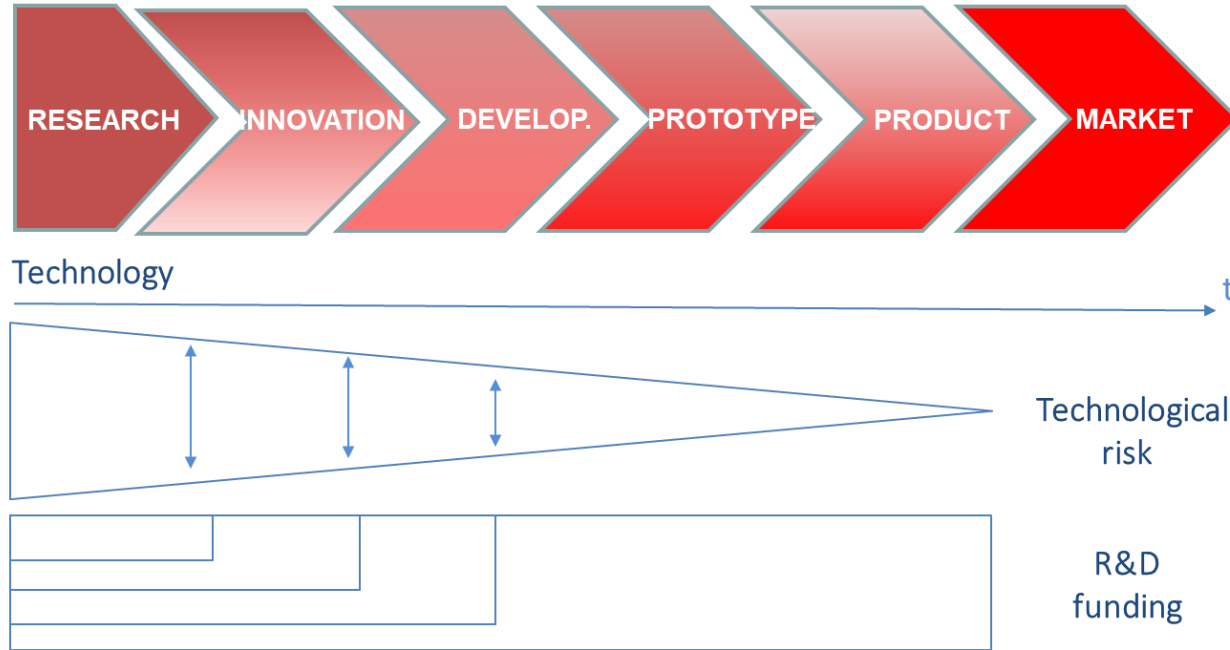 RESEARCH
INNOVATION
DEVELOP.
PROTOTYPE
PRODUCT
MARKET
Technology
t
Technological
risk
R&D
funding